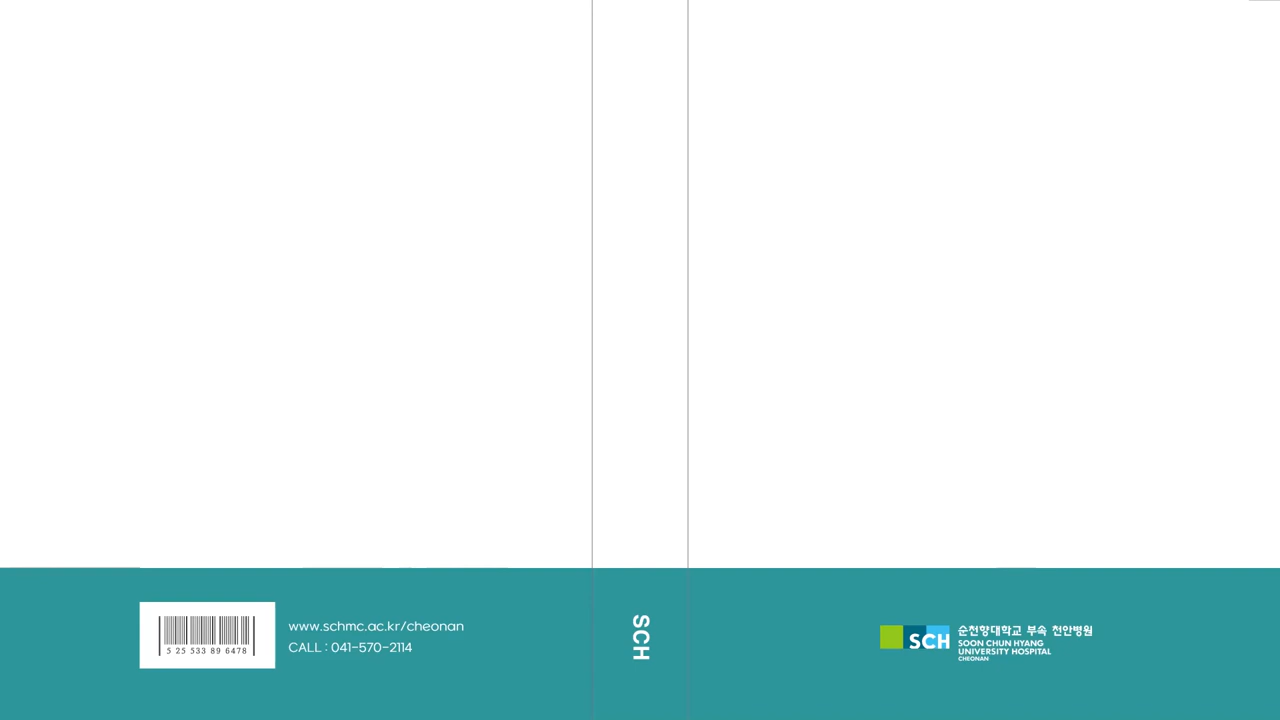 5 25 533 89 6478
www.schmc.ac.kr/cheonan
CALL : 041-570-2114
SCH
SCH
순천향대학교 부속 천안병원
SOON CHUN HYANG
UNIVERSITY HOSPITAL
CHEONAN